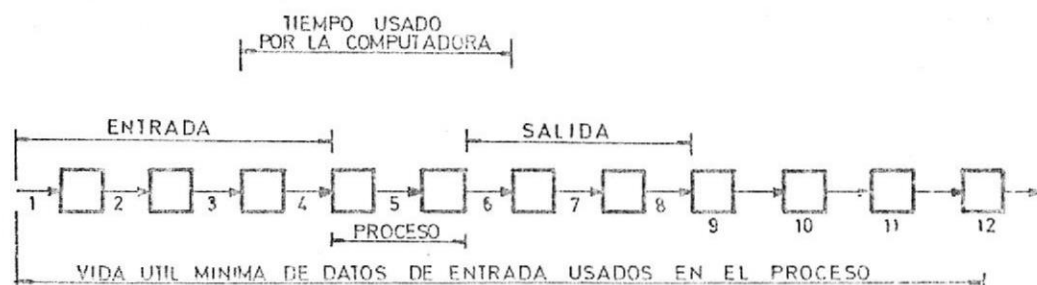 TIEMPO USADO
POR LA COMPUTADORA
ENTRADA
SALIDA
1 2 3 4 5 6 7 8 9 10 11 12
PROCESO
VIDA UTIL MINIMA DE DATOS DE ENTRADA USADOS EN EL PROCESO